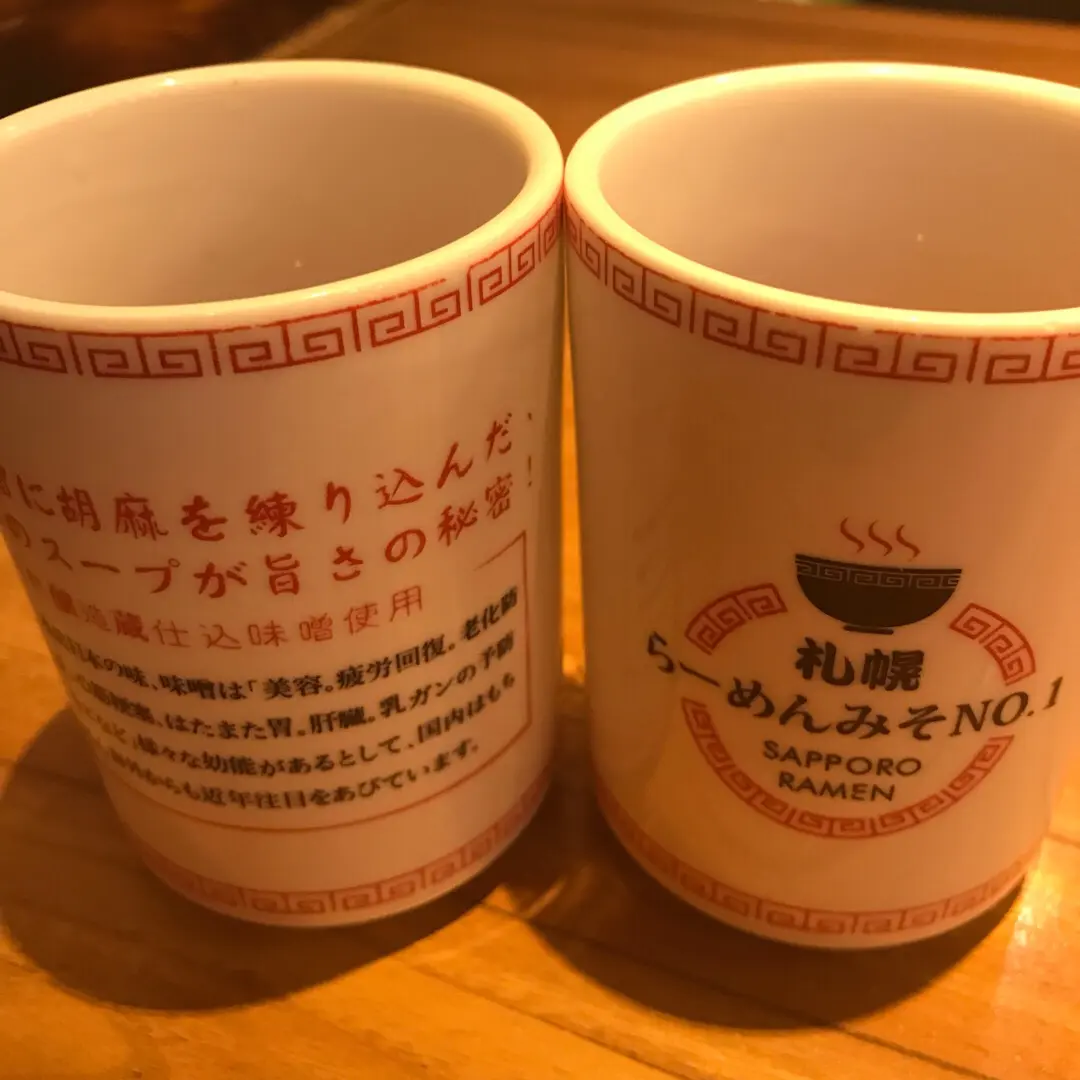 に胡麻を練り込んだ、
のスープが旨さの秘密!
醸造蔵仕込味噌使用
日本の味、味噌は「美容。疲労回復。老化防
はたまた胃。肝臓。乳ガンの予防
様々な効能があるとして、国内はもち
からも近年注目をあびています。
札幌
らーめんみそNO.1
SAPPORO
RAMEN